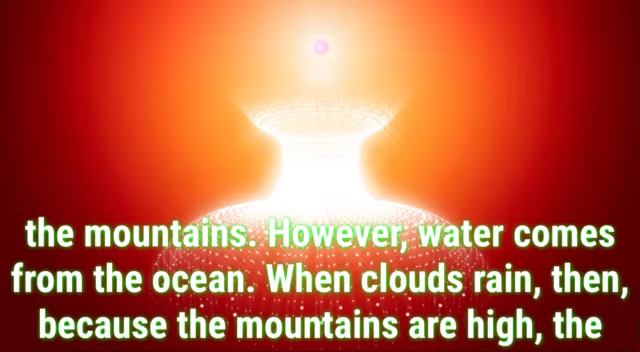 the mountains. However, water comes
from the ocean. When clouds rain, then,
because the mountains are high, the